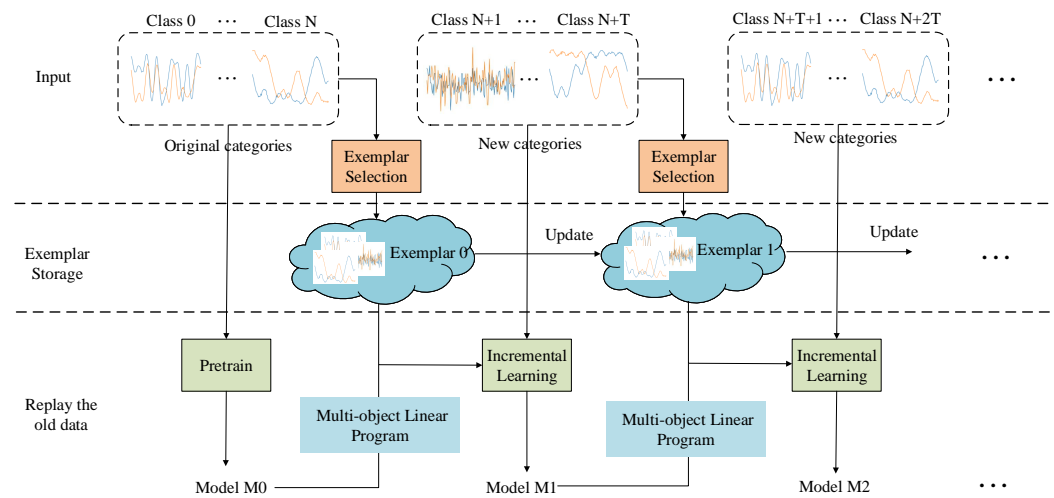 Class 0 ··· Class N
Class N+1 ··· Class N+T
Class N+T+1 ··· Class N+2T
Input
···
···
···
···
Original categories
New categories
New categories
Exemplar
Selection
Exemplar
Selection
Exemplar
Storage
Exemplar 0
Update
Exemplar 1
Update
···
Pretrain
Incremental
Learning
Incremental
Learning
Replay the
old data
Multi-object Linear
Program
Multi-object Linear
Program
Model M0
Model M1
Model M2
···